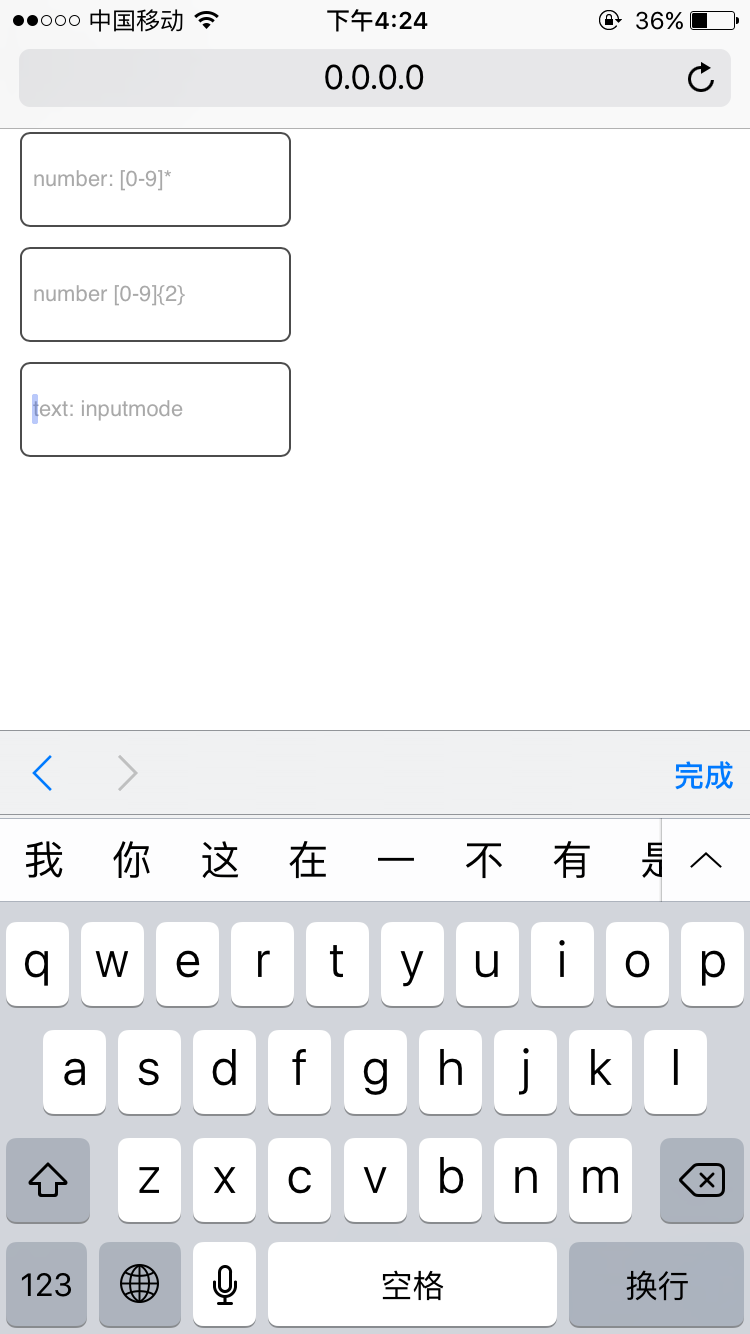 中国移动 下午4:24 36%
0.0.0.0
number: [0-9]*
number [0-9]{2}
text: inputmode
完成
我 你 这 在 一 不 有 是
q w e r t y u i o p
a s d f g h j k l
z x c v b n m
123 空格 换行